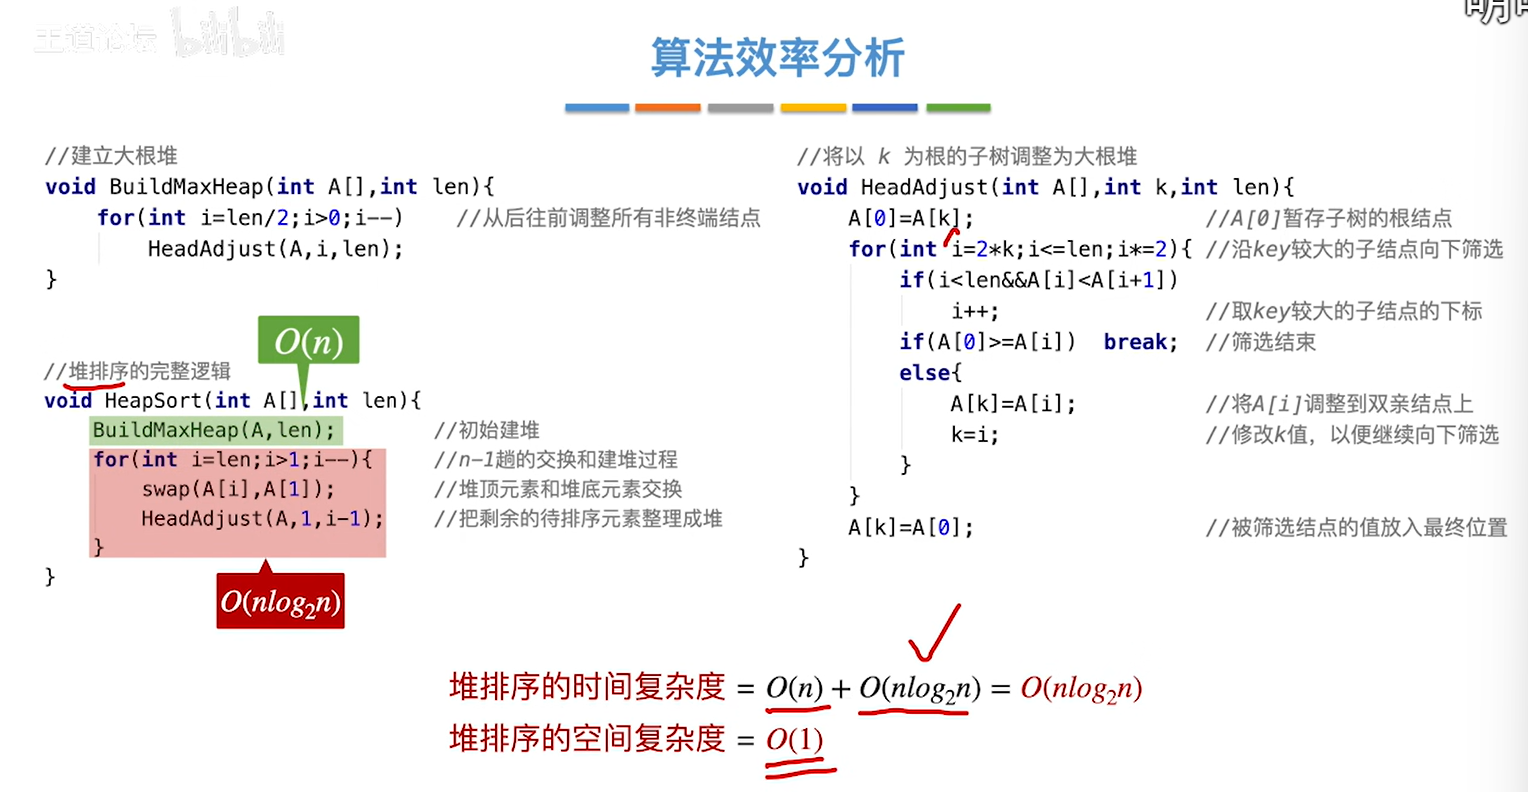 王道论坛 bilibili
算法效率分析
//建立大根堆
void BuildMaxHeap(int A[],int len){
for(int i=len/2;i>0;i--) //从后往前调整所有非终端结点
HeadAdjust(A,i,len);
}
O(n)
//堆排序的完整逻辑
void HeapSort(int A[],int len){
BuildMaxHeap(A,len); //初始建堆
for(int i=len;i>1;i--){ //n-1趟的交换和建堆过程
swap(A[i],A[1]); //堆顶元素和堆底元素交换
HeadAdjust(A,1,i-1); //把剩余的待排序元素整理成堆
}
}
O(nlog₂n)
//将以 k 为根的子树调整为大根堆
void HeadAdjust(int A[],int k,int len){
A[0]=A[k]; //A[0]暂存子树的根结点
for(int i=2*k;i<=len;i*=2){ //沿key较大的子结点向下筛选
if(i<len&&A[i]<A[i+1])
i++; //取key较大的子结点的下标
if(A[0]>=A[i]) break; //筛选结束
else{
A[k]=A[i]; //将A[i]调整到双亲结点上
k=i; //修改k值，以便继续向下筛选
}
}
A[k]=A[0]; //被筛选结点的值放入最终位置
}
堆排序的时间复杂度 = O(n) + O(nlog₂n) = O(nlog₂n)
堆排序的空间复杂度 = O(1)